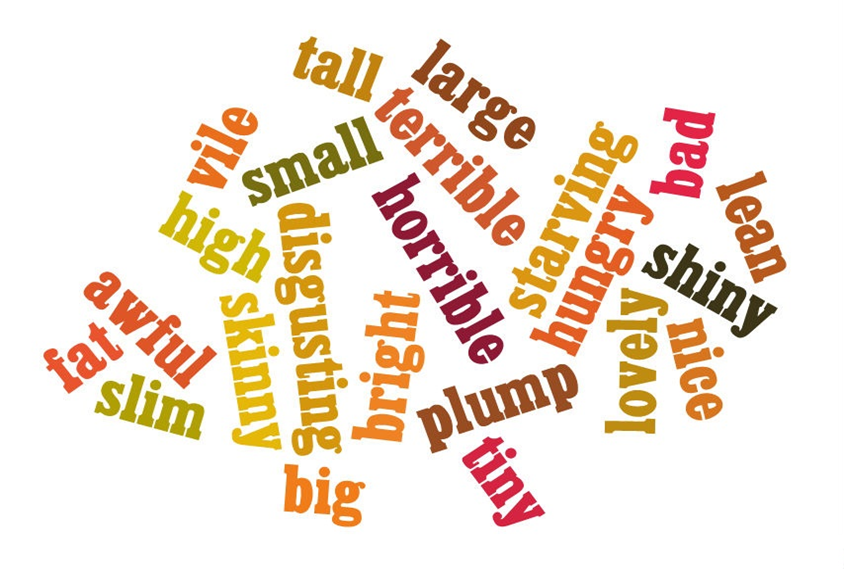 tall
large
terrible
vile
small
starving
bad
horrible
lean
high
disgusting
hungry
shiny
awful
skinny
bright
lovely
nice
fat
slim
plump
tiny
big